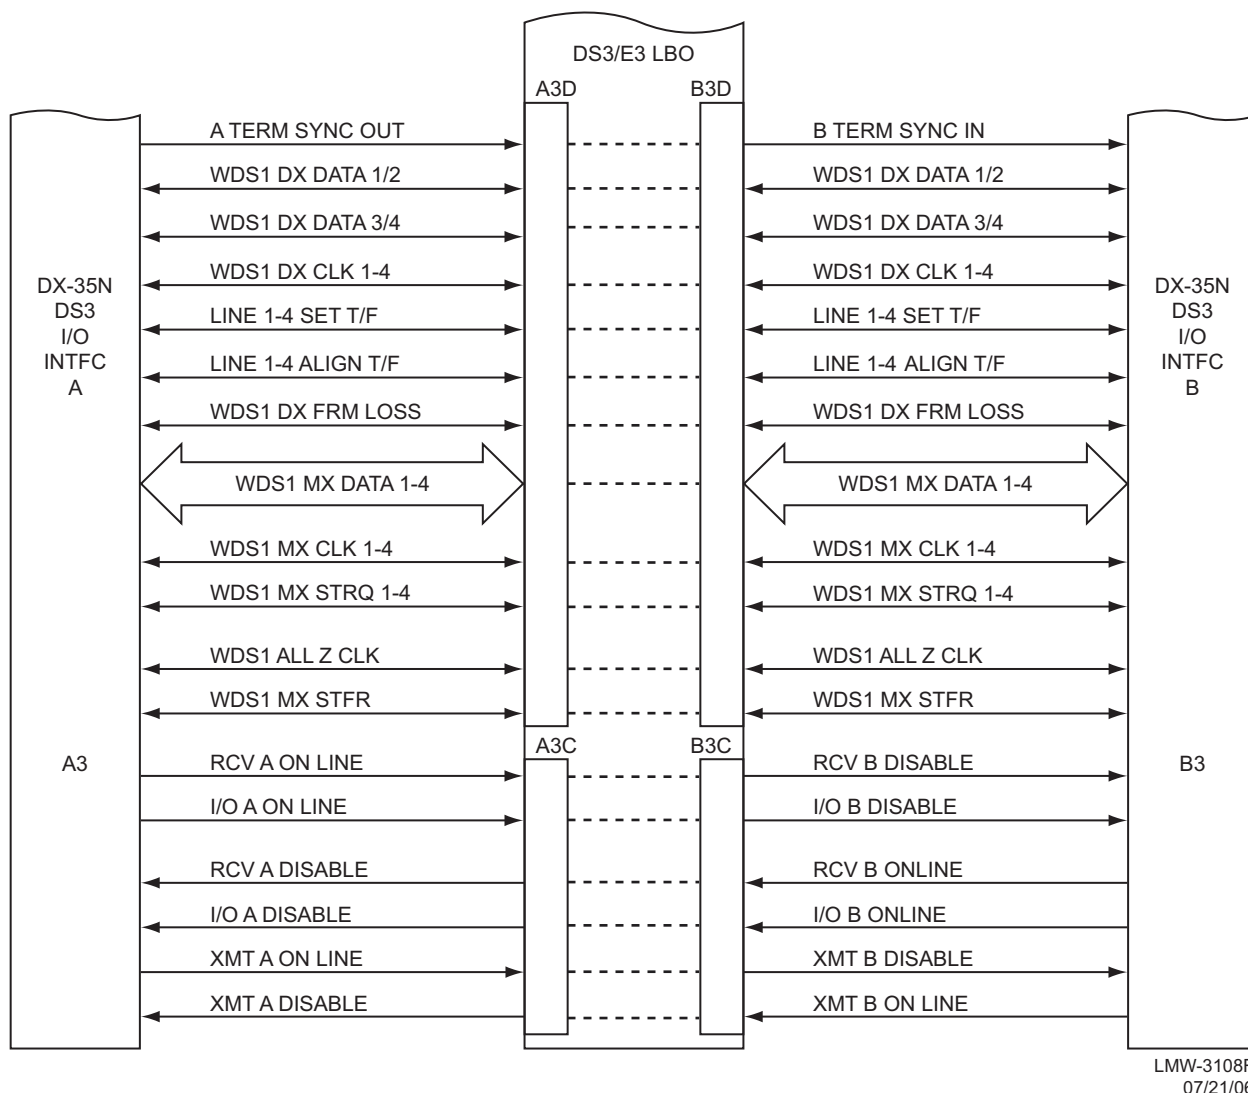 DS3/E3 LBO
A3D B3D
A TERM SYNC OUT B TERM SYNC IN
WDS1 DX DATA 1/2 WDS1 DX DATA 1/2
WDS1 DX DATA 3/4 WDS1 DX DATA 3/4
WDS1 DX CLK 1-4 WDS1 DX CLK 1-4
DX-35N DX-35N
DS3 DS3
LINE 1-4 SET T/F LINE 1-4 SET T/F
I/O I/O
INTFC INTFC
LINE 1-4 ALIGN T/F LINE 1-4 ALIGN T/F
A B
WDS1 DX FRM LOSS WDS1 DX FRM LOSS
WDS1 MX DATA 1-4 WDS1 MX DATA 1-4
WDS1 MX CLK 1-4 WDS1 MX CLK 1-4
WDS1 MX STRQ 1-4 WDS1 MX STRQ 1-4
WDS1 ALL Z CLK WDS1 ALL Z CLK
WDS1 MX STFR WDS1 MX STFR
A3C B3C
A3 RCV A ON LINE RCV B DISABLE B3
I/O A ON LINE I/O B DISABLE
RCV A DISABLE RCV B ONLINE
I/O A DISABLE I/O B ONLINE
XMT A ON LINE XMT B DISABLE
XMT A DISABLE XMT B ON LINE
LMW-3108F
07/21/06